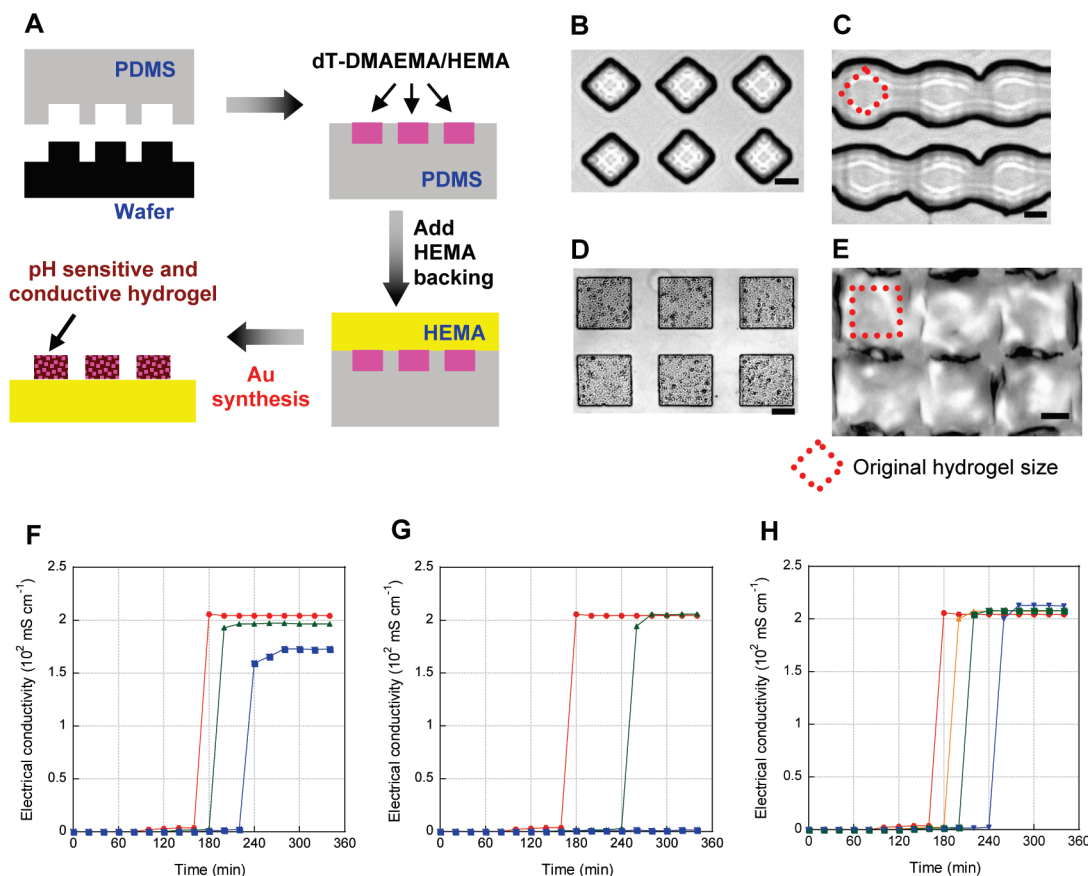 A
PDMS
Wafer
dT-DMAEMA/HEMA
PDMS
Add
HEMA
backing
HEMA
Au
synthesis
pH sensitive and
conductive hydrogel
B
C
D
E
Original hydrogel size
F
Electrical conductivity (10² mS cm⁻¹)
2.5
2
1.5
1
0.5
0
0 60 120 180 240 300 360
Time (min)
G
Electrical conductivity (10² mS cm⁻¹)
2.5
2
1.5
1
0.5
0
0 60 120 180 240 300 360
Time (min)
H
Electrical conductivity (10² mS cm⁻¹)
2.5
2
1.5
1
0.5
0
0 60 120 180 240 300 360
Time (min)